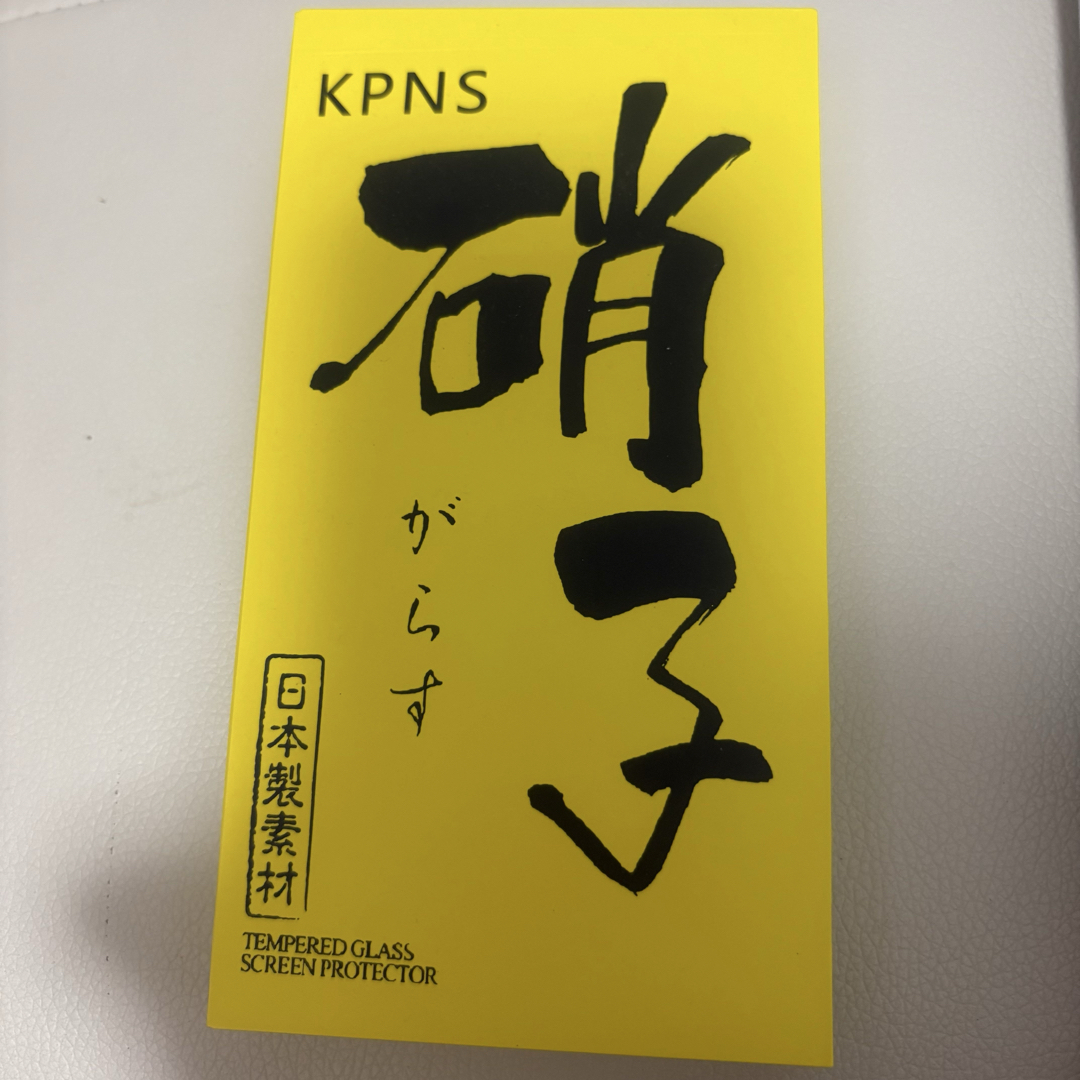 KPNS
硝子
がらす
日本製素材
TEMPERED GLASS
SCREEN PROTECTOR